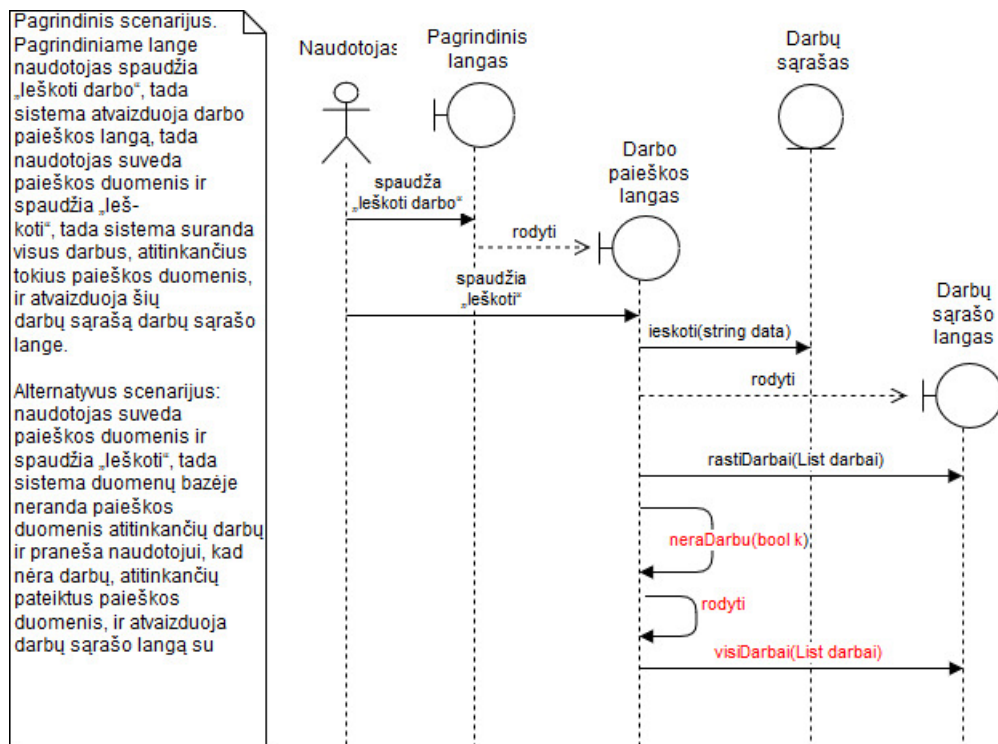 Pagrindinis scenarijus.
Pagrindiniame lange
naudotojas spaudžia
„Ieškoti darbo“, tada
sistema atvaizduoja darbo
paieškos langą, tada
naudotojas suveda
paieškos duomenis ir
spaudžia „Ieš-
koti“, tada sistema suranda
visus darbus, atitinkančius
tokius paieškos duomenis,
ir atvaizduoja šių
darbų sąrašą darbų sąrašo
lange.
Alternatyvus scenarijus:
naudotojas suveda
paieškos duomenis ir
spaudžia „Ieškoti“, tada
sistema duomenų bazėje
neranda paieškos
duomenis atitinkančių darbų
ir praneša naudotojui, kad
nėra darbų, atitinkančių
pateiktus paieškos
duomenis, ir atvaizduoja
darbų sąrašo langą su
Naudotojas
Pagrindinis
langas
Darbų
sąrašas
Darbo
paieškos
langas
spaudža
„Ieškoti darbo“
rodyti
spaudžia
„Ieškoti“
Darbų
sąrašo
langas
ieskoti(string data)
rodyti
rastiDarbai(List darbai)
neraDarbu(bool k)
rodyti
visiDarbai(List darbai)